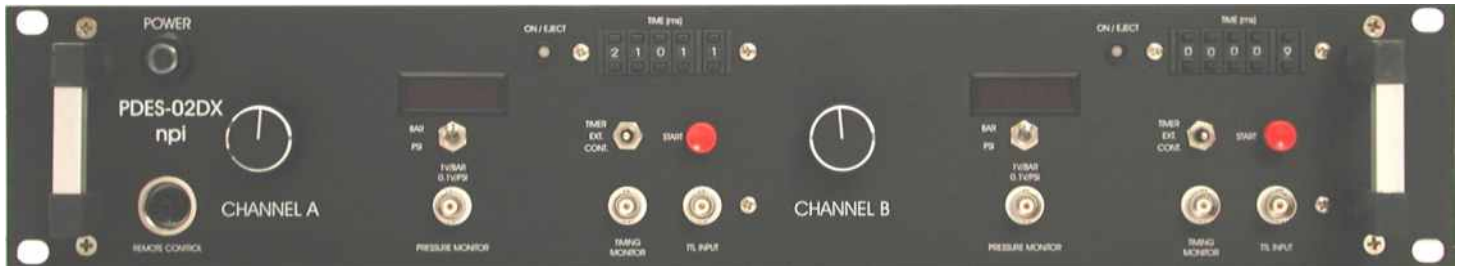 POWER
PDES-02DX
npi
REMOTE CONTROL
CHANNEL A
BAR
PSI
1V/BAR
0.1V/PSI
PRESSURE MONITOR
ON / EJECT
TIME (ms)
2 1 0 1 1
TIMER
EXT.
CONT.
START
TIMING
MONITOR
TTL INPUT
CHANNEL B
BAR
PSI
1V/BAR
0.1V/PSI
PRESSURE MONITOR
ON / EJECT
TIME (ms)
0 0 0 0 9
TIMER
EXT.
CONT.
START
TIMING
MONITOR
TTL INPUT